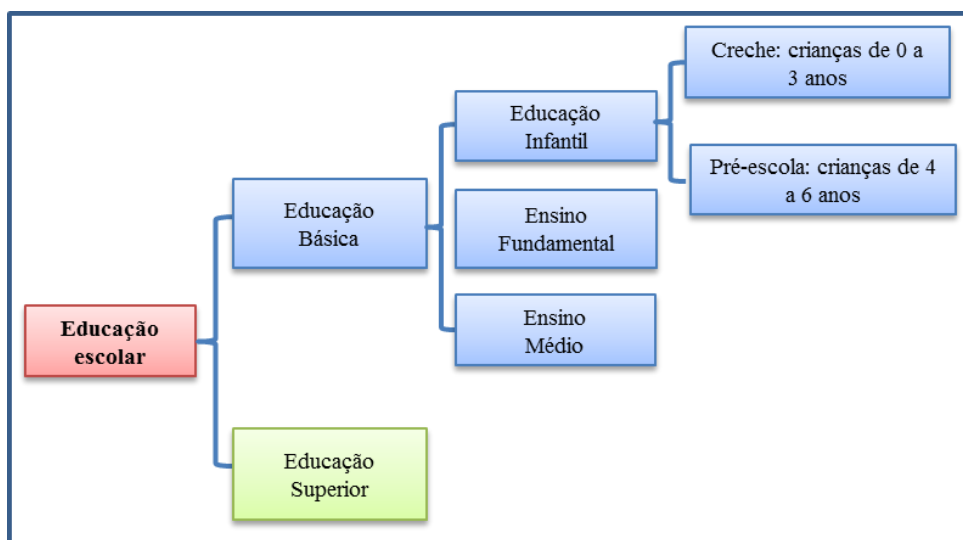 Educação
escolar
Educação
Básica
Educação
Infantil
Creche: crianças de 0 a
3 anos
Pré-escola: crianças de 4
a 6 anos
Ensino
Fundamental
Ensino
Médio
Educação
Superior